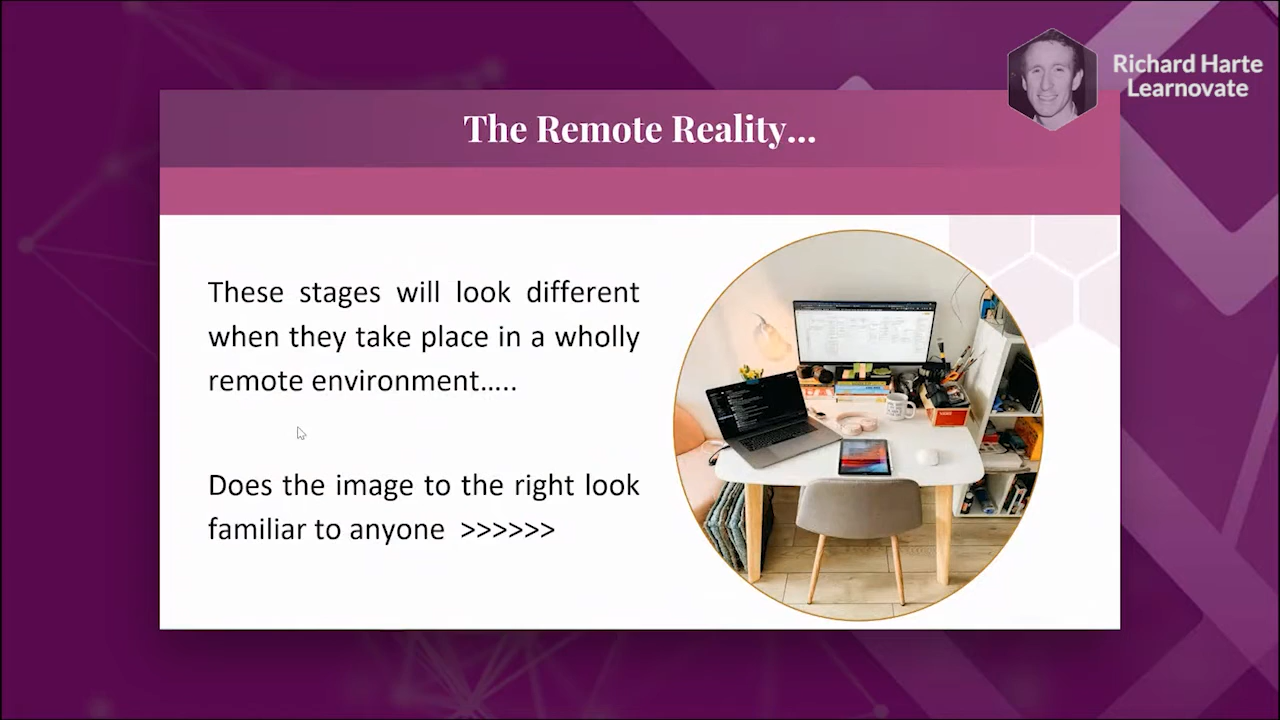 Richard Harte
Learnovate
The Remote Reality...
These stages will look different
when they take place in a wholly
remote environment.....
Does the image to the right look
familiar to anyone >>>>>>